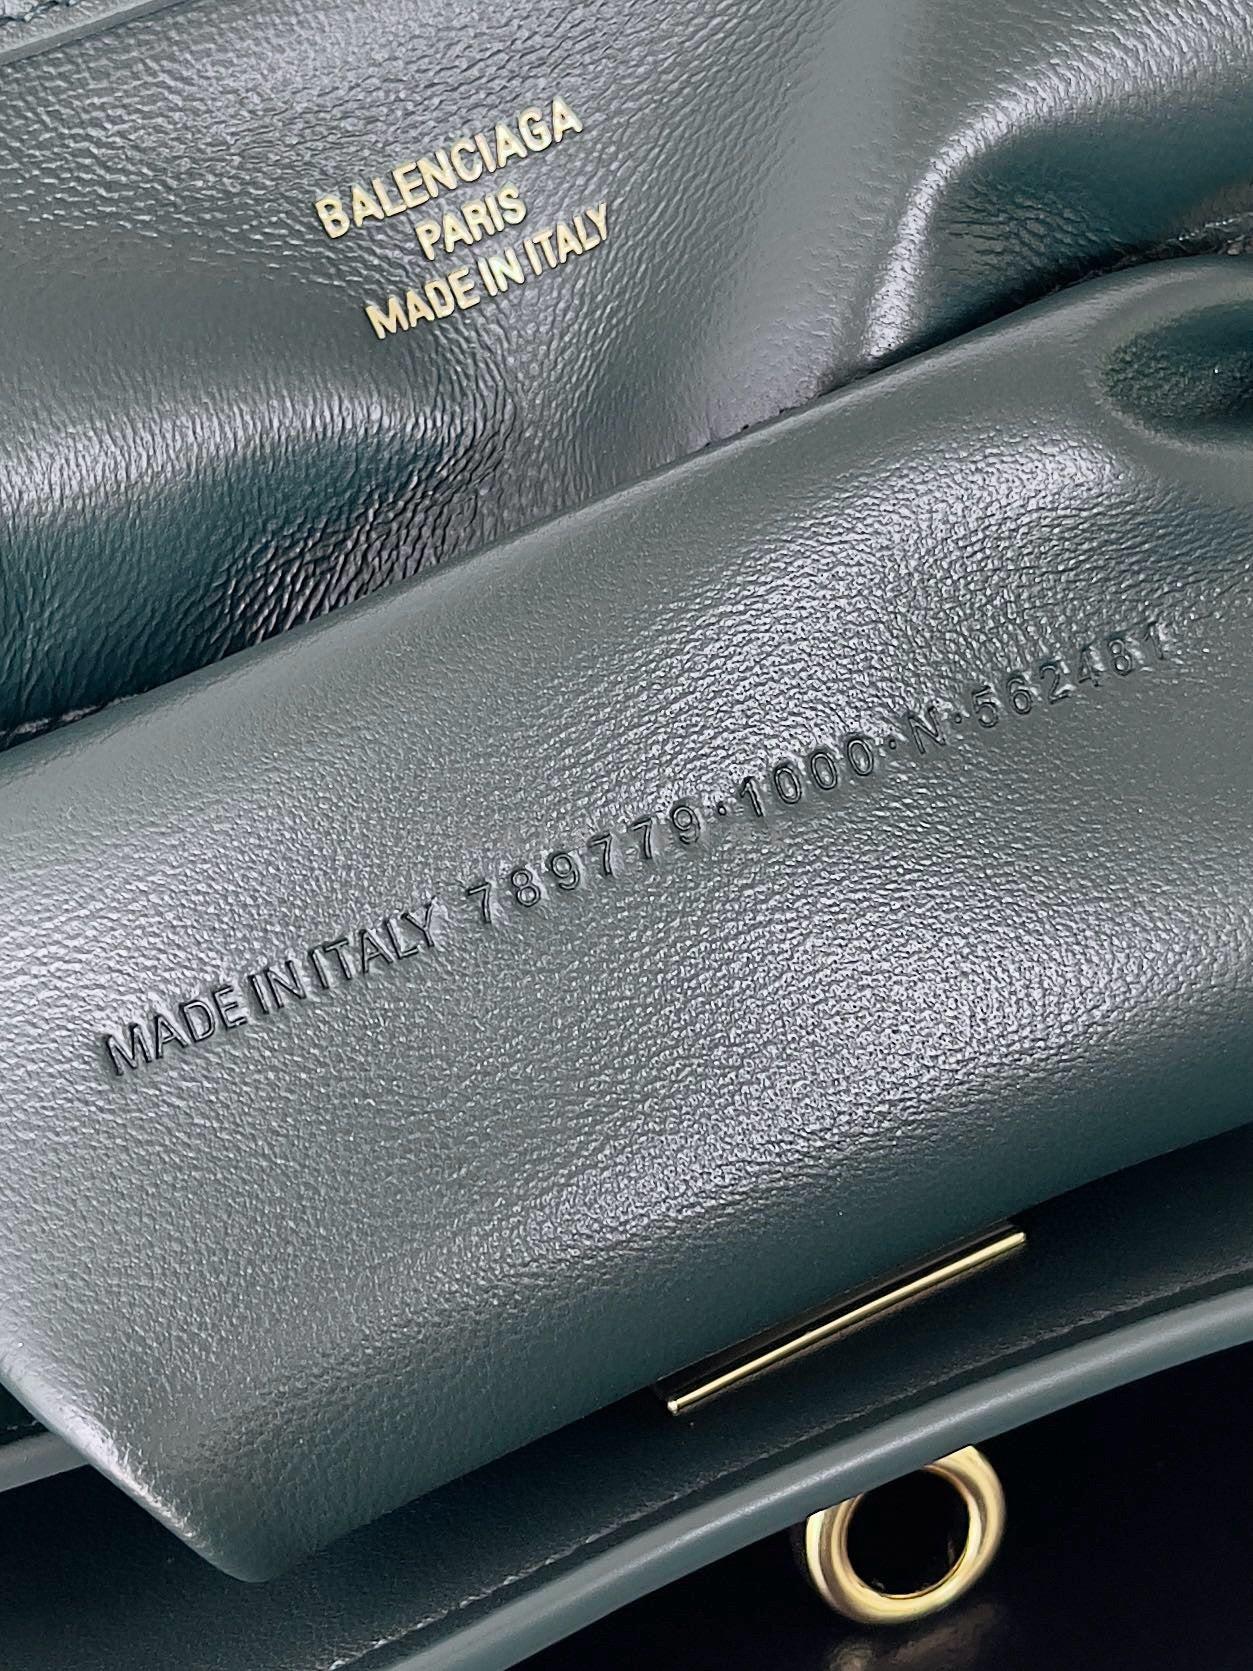 BALENCIAGA
PARIS
MADE IN ITALY
MADE IN ITALY 789779·1000·N·562481